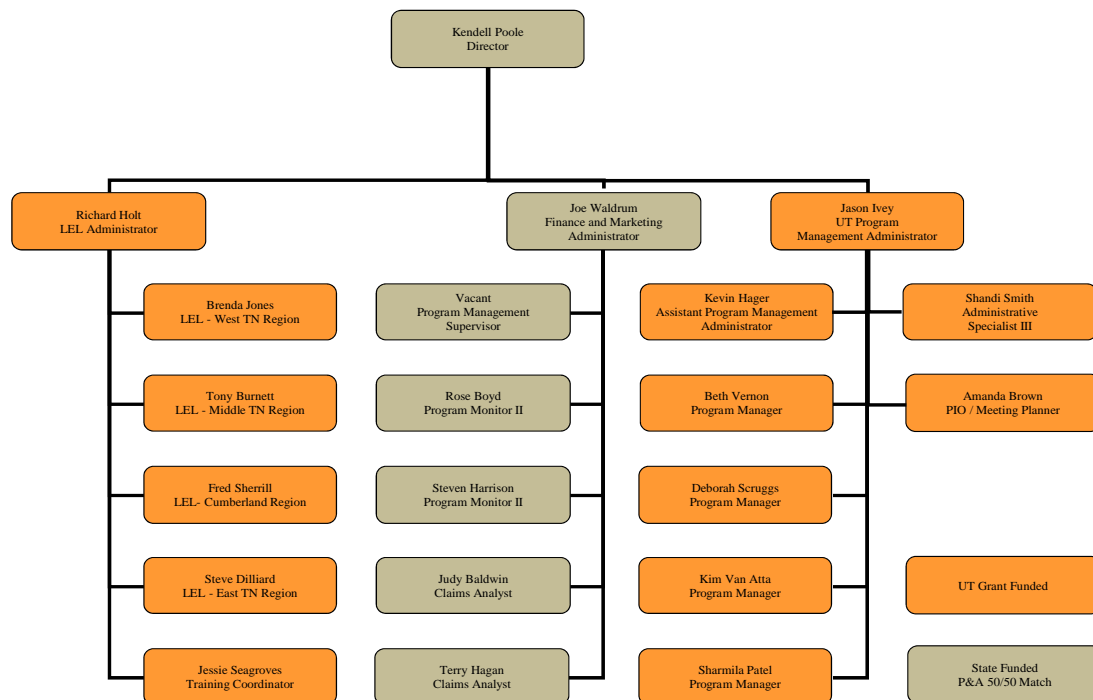 Kendell Poole
Director
Richard Holt
LEL Administrator
Joe Waldrum
Finance and Marketing
Administrator
Jason Ivey
UT Program
Management Administrator
Brenda Jones
LEL - West TN Region
Vacant
Program Management
Supervisor
Kevin Hager
Assistant Program Management
Administrator
Shandi Smith
Administrative
Specialist III
Tony Burnett
LEL - Middle TN Region
Rose Boyd
Program Monitor II
Beth Vernon
Program Manager
Amanda Brown
PIO / Meeting Planner
Fred Sherrill
LEL- Cumberland Region
Steven Harrison
Program Monitor II
Deborah Scruggs
Program Manager
Steve Dilliard
LEL - East TN Region
Judy Baldwin
Claims Analyst
Kim Van Atta
Program Manager
UT Grant Funded
Jessie Seagroves
Training Coordinator
Terry Hagan
Claims Analyst
Sharmila Patel
Program Manager
State Funded
P&A 50/50 Match